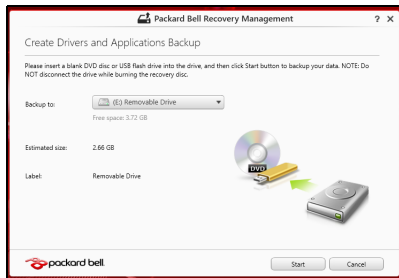 Packard Bell Recovery Management
? ×
Create Drivers and Applications Backup
Please insert a blank DVD disc or USB flash drive into the drive, and then click Start button to backup your data. NOTE: Do
NOT disconnect the drive while burning the recovery disc.
Backup to:
(E:) Removable Drive
Free space: 3.72 GB
Estimated size:
2.66 GB
Label:
Removable Drive
DVD
packard bell.
Start
Cancel